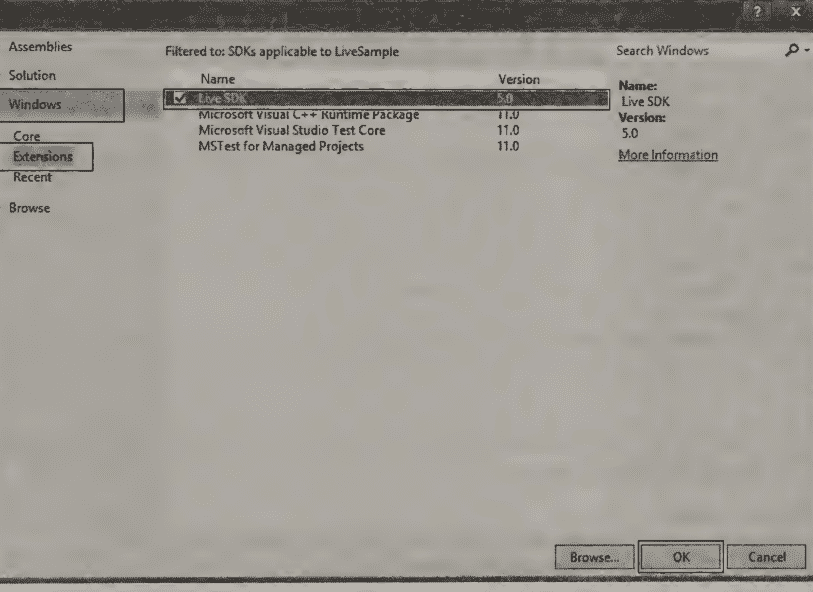 ? X
Assemblies
Solution
Windows
Core
Extensions
Recent
Browse
Filtered to: SDKs applicable to LiveSample
Name Version
Live SDK 5.0
Microsoft Visual C++ Runtime Package 11.0
Microsoft Visual Studio Test Core 11.0
MSTest for Managed Projects 11.0
Search Windows
Name:
Live SDK
Version:
5.0
More Information
Browse... OK Cancel